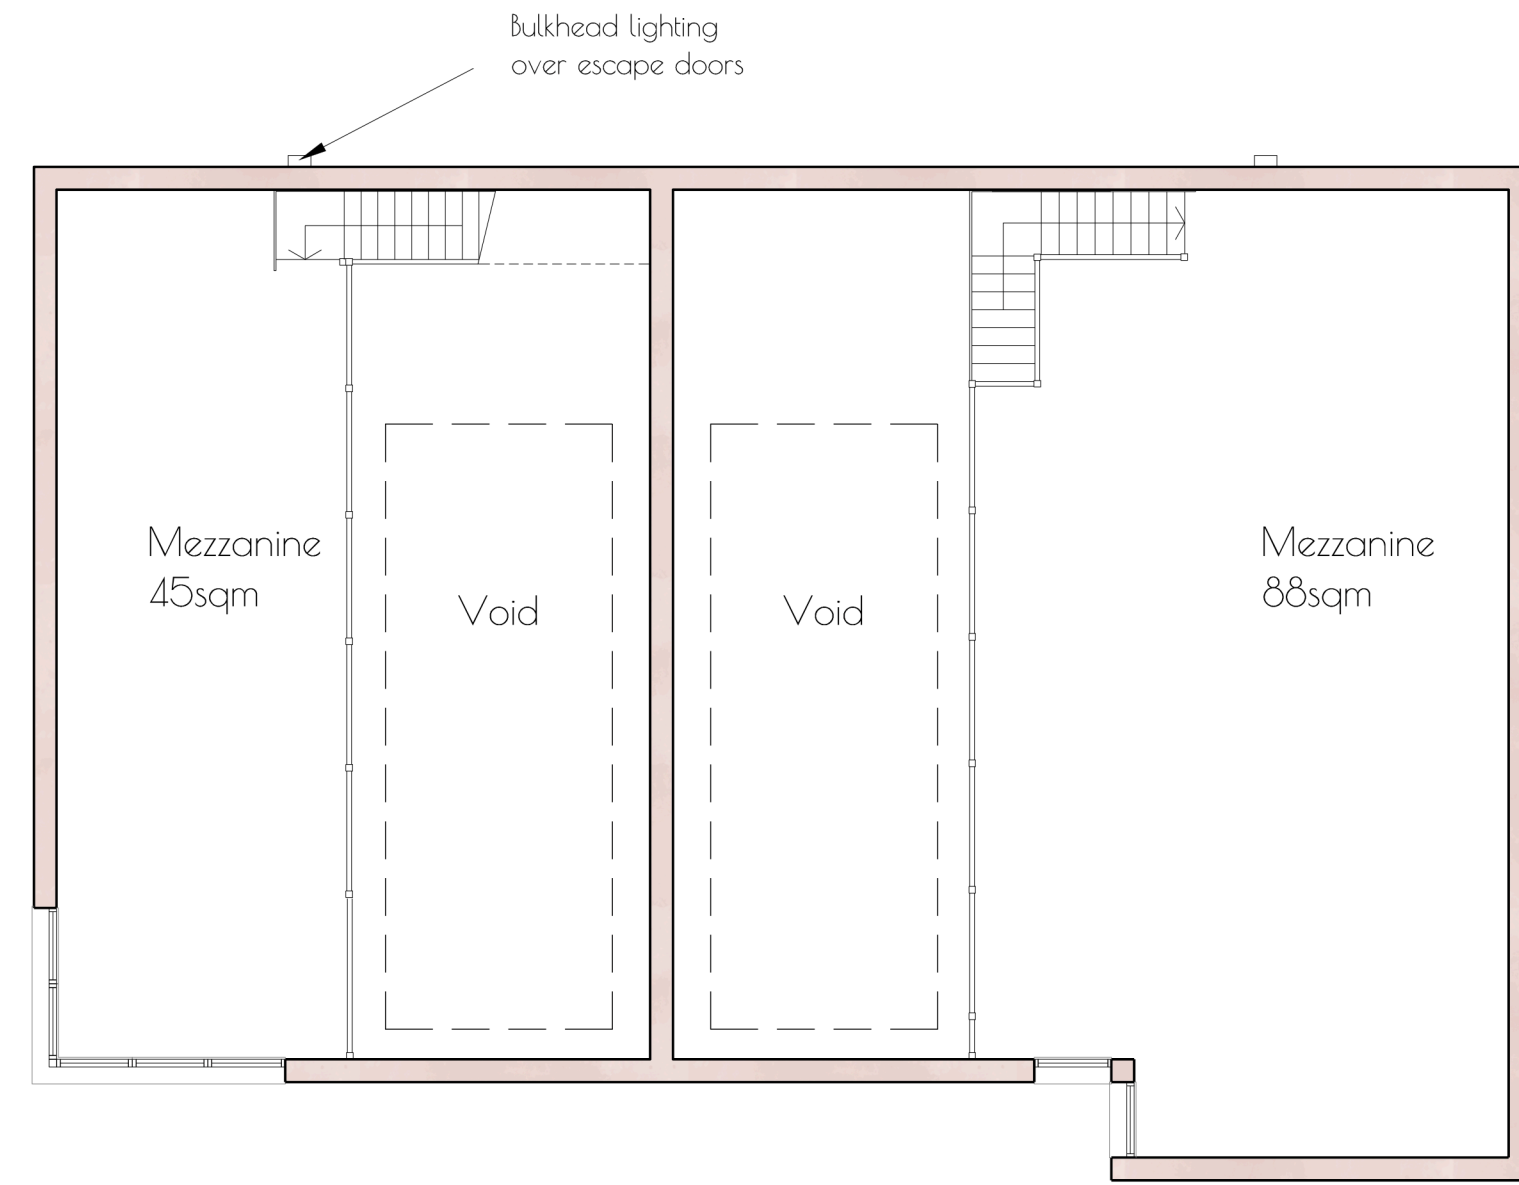 Bulkhead lighting
over escape doors
Mezzanine
45sqm
Void
Void
Mezzanine
88sqm